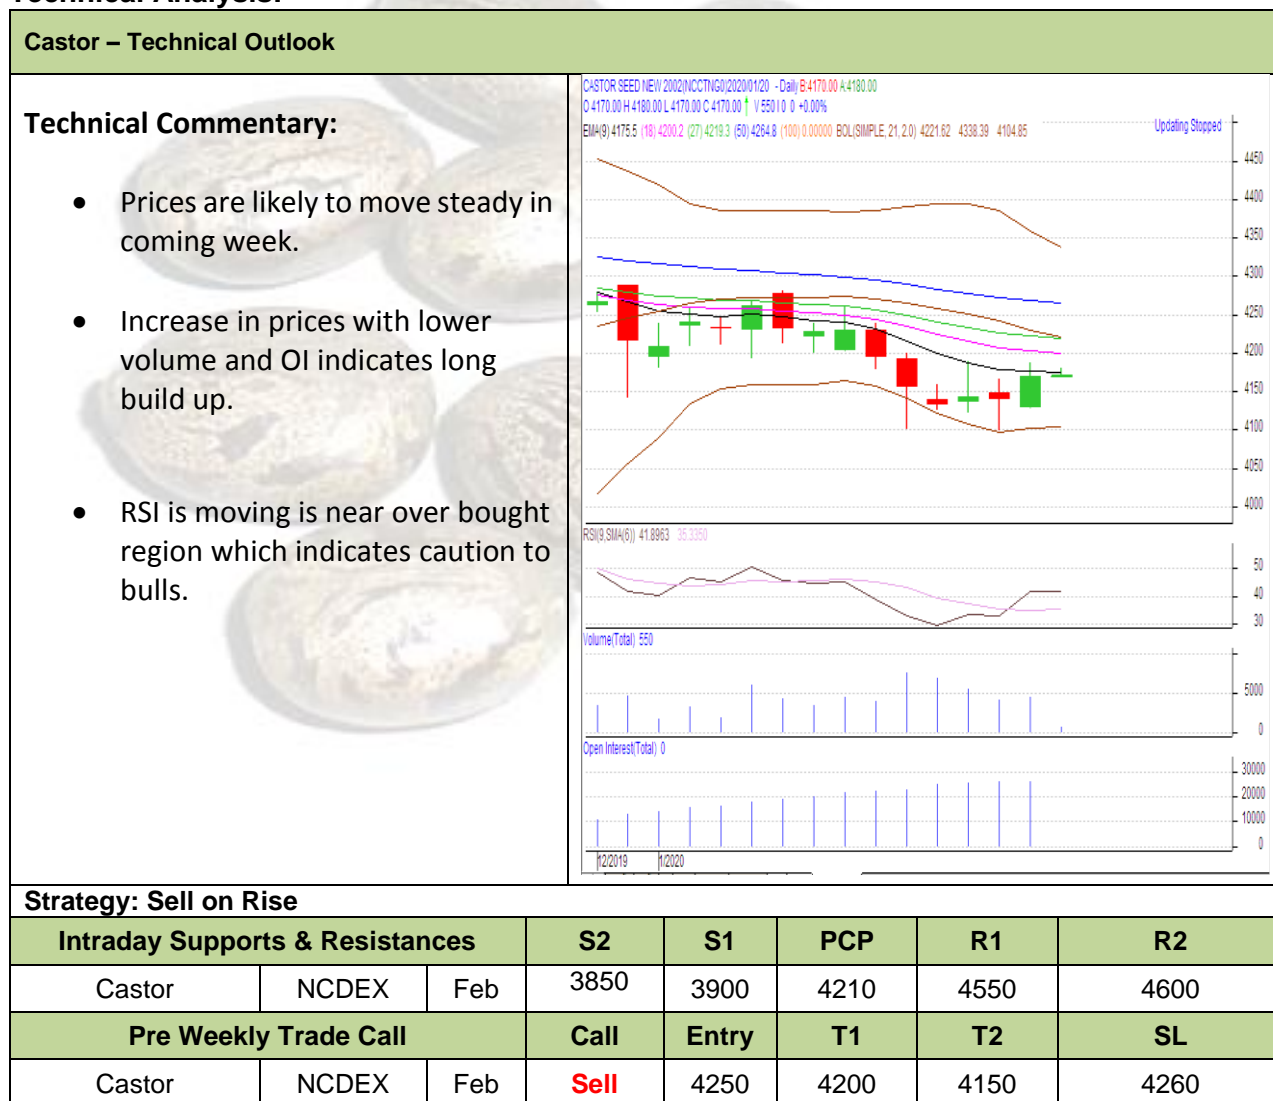 Technical Analysis:
Castor – Technical Outlook
Technical Commentary:
• Prices are likely to move steady in
coming week.
• Increase in prices with lower
volume and OI indicates long
build up.
• RSI is moving is near over bought
region which indicates caution to
bulls.
CASTOR SEED NEW 2002(NCCTNG0)2020/01/20 - Daily B:4170.00 A:4180.00
O 4170.00 H 4180.00 L 4170.00 C 4170.00 V 550 I 0 0 +0.00%
EMA(9) 4175.5 (18) 4200.2 (27) 4219.3 (50) 4264.8 (100) 0.00000 BOL(SIMPLE, 21, 2.0) 4221.62 4338.39 4104.85
Updating Stopped
4450
4400
4350
4300
4250
4200
4150
4100
4050
4000
RSI(9,SMA(6)) 41.8963 35.3350
50
40
30
Volume(Total) 550
5000
0
Open Interest(Total) 0
30000
20000
10000
0
12/2019 1/2020
Strategy: Sell on Rise
Intraday Supports & Resistances S2 S1 PCP R1 R2
Castor NCDEX Feb 3850 3900 4210 4550 4600
Pre Weekly Trade Call Call Entry T1 T2 SL
Castor NCDEX Feb Sell 4250 4200 4150 4260